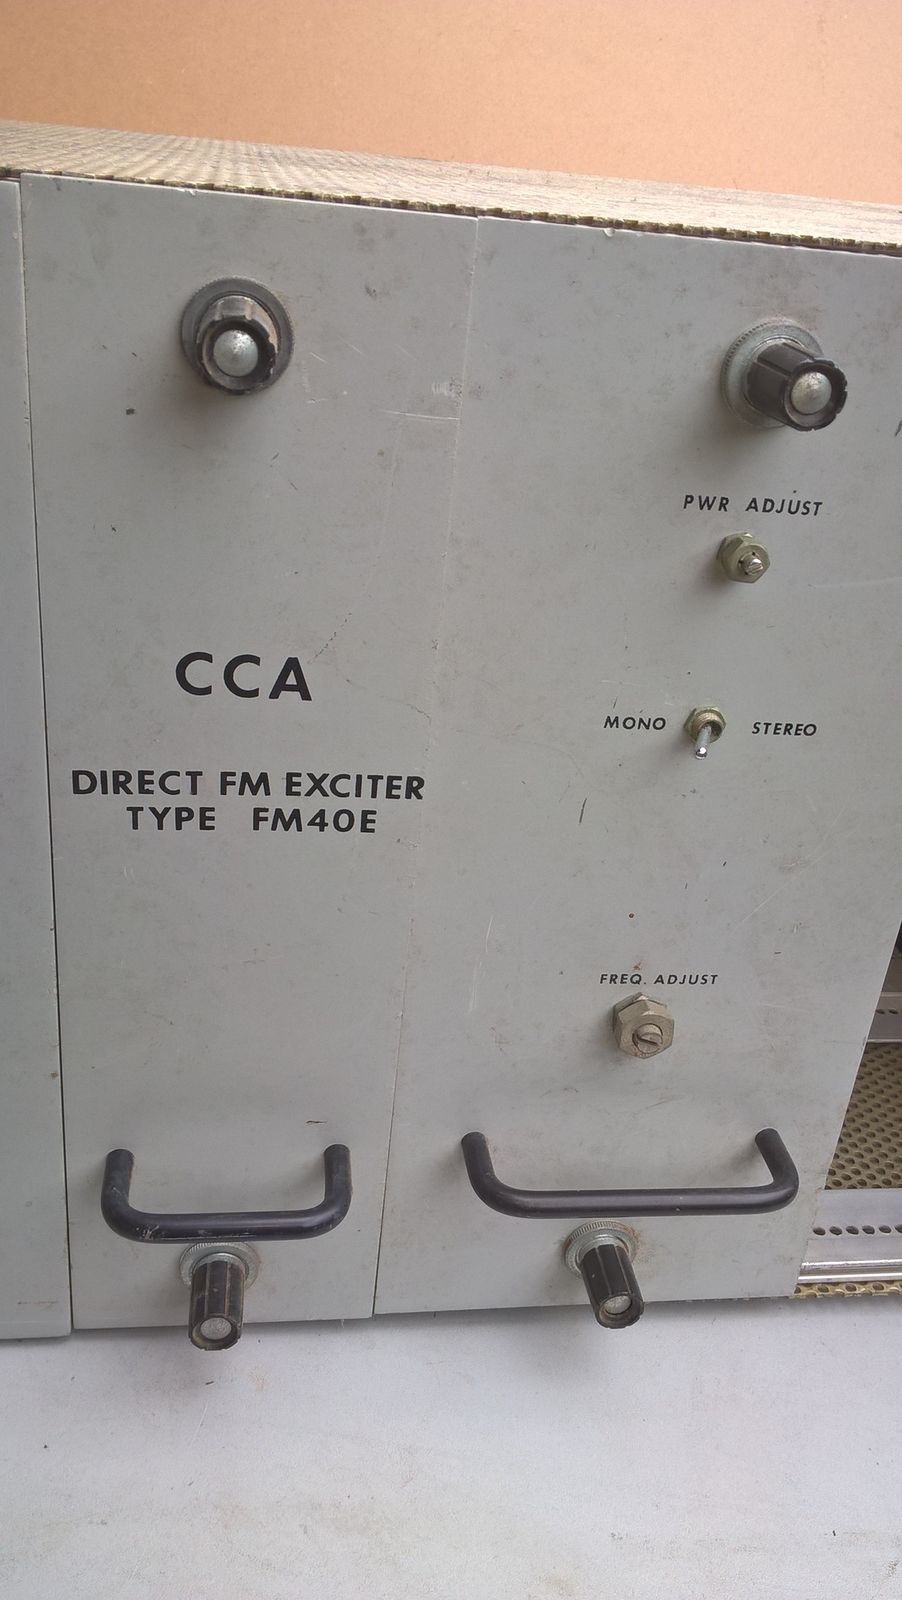 PWR ADJUST
CCA
MONO STEREO
DIRECT FM EXCITER
TYPE FM40E
FREQ. ADJUST